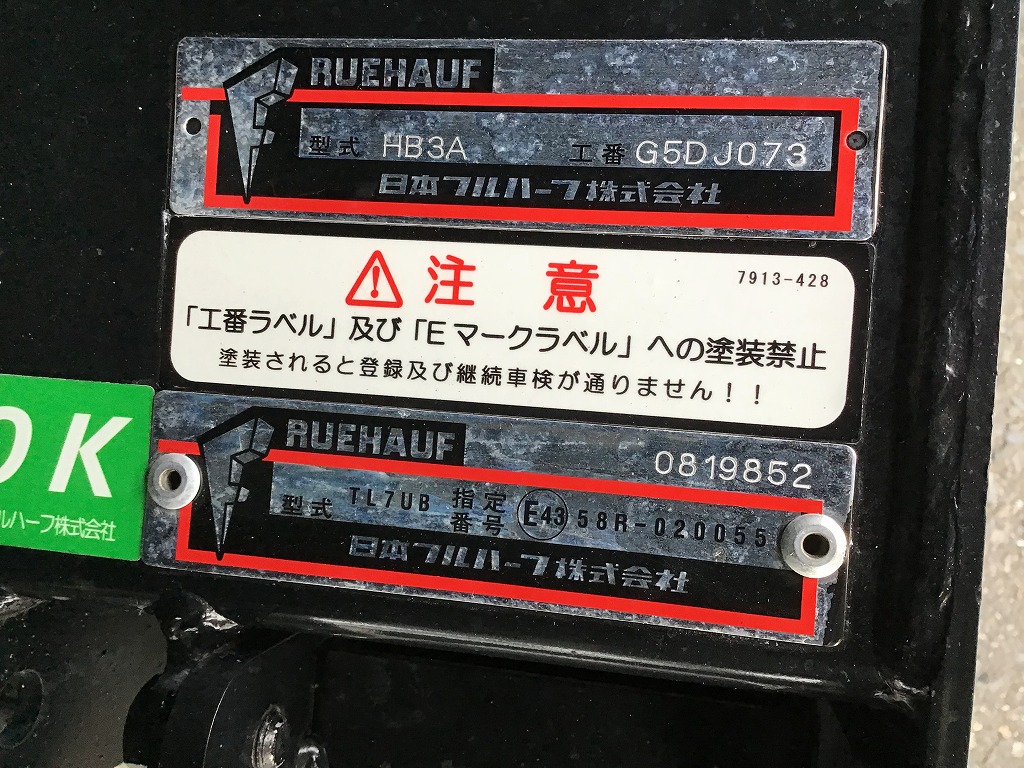 RUEHAUF
型式 HB3A 工番 G5DJ073
日本フルハーフ株式会社
注意 7913-428
「工番ラベル」及び「Eマークラベル」への塗装禁止
塗装されると登録及び継続車検が通りません!!
OK
ルハーフ株式会社
RUEHAUF 0819852
型式 TL7UB 指定番号 E43 58R-020055
日本フルハーフ株式会社